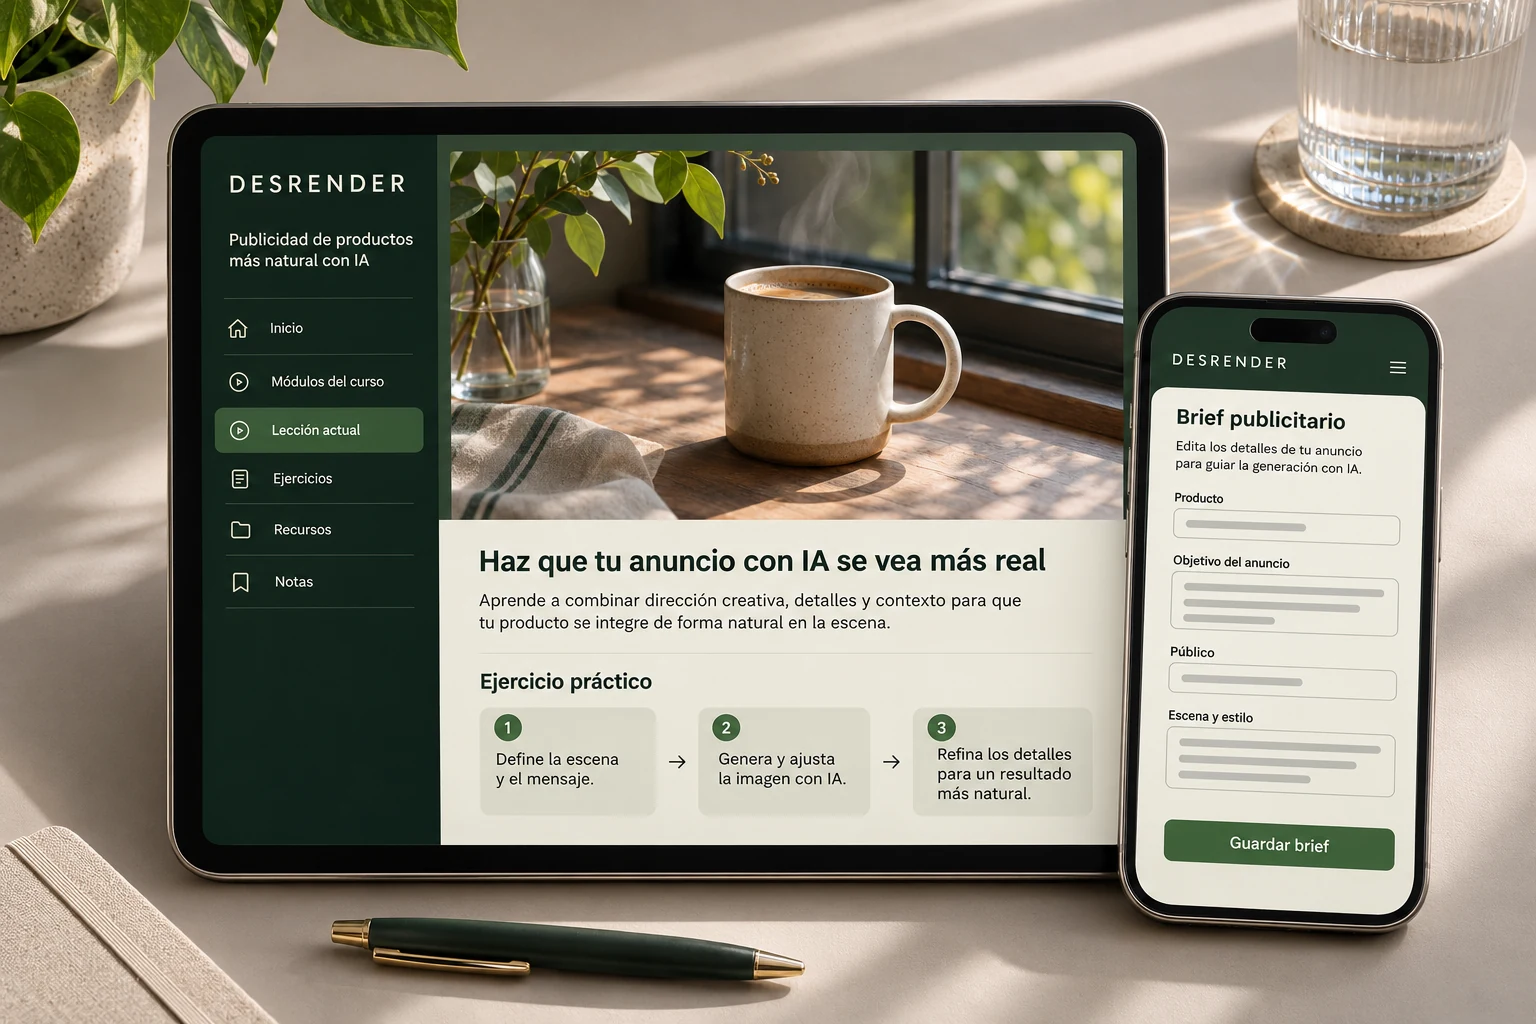 DESRENDER
Publicidad de productos
más natural con IA
Inicio
Módulos del curso
Lección actual
Ejercicios
Recursos
Notas
Haz que tu anuncio con IA se vea más real
Aprende a combinar dirección creativa, detalles y contexto para que
tu producto se integre de forma natural en la escena.
Ejercicio práctico
1
Define la escena
y el mensaje.
2
Genera y ajusta
la imagen con IA.
3
Refina los detalles
para un resultado
más natural.
DESRENDER
Brief publicitario
Edita los detalles de tu anuncio
para guiar la generación con IA.
Producto
Objetivo del anuncio
Público
Escena y estilo
Guardar brief